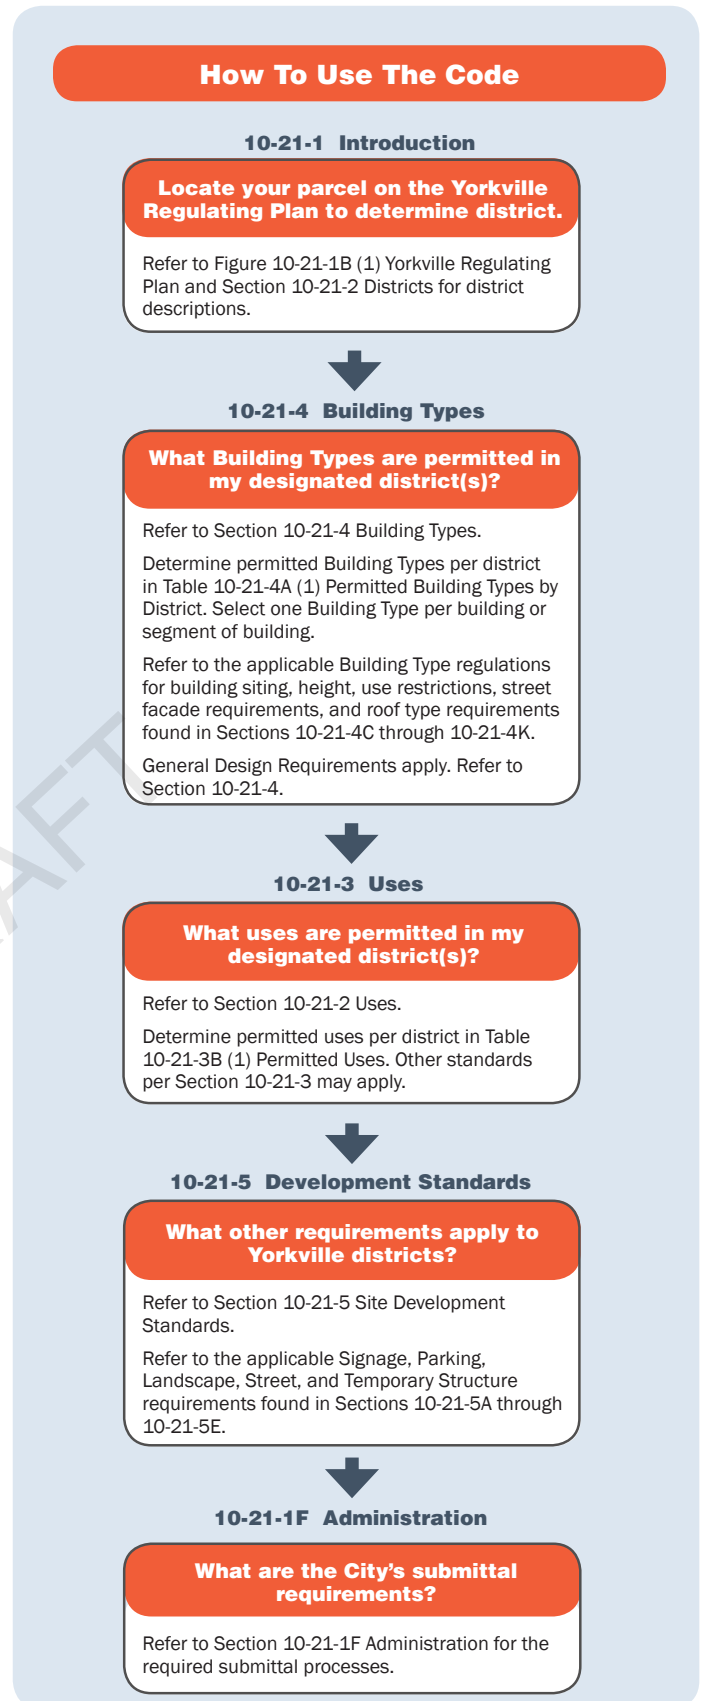 How To Use The Code
10-21-1 Introduction
Locate your parcel on the Yorkville
Regulating Plan to determine district.
Refer to Figure 10-21-1B (1) Yorkville Regulating
Plan and Section 10-21-2 Districts for district
descriptions.
10-21-4 Building Types
What Building Types are permitted in
my designated district(s)?
Refer to Section 10-21-4 Building Types.
Determine permitted Building Types per district
in Table 10-21-4A (1) Permitted Building Types by
District. Select one Building Type per building or
segment of building.
Refer to the applicable Building Type regulations
for building siting, height, use restrictions, street
facade requirements, and roof type requirements
found in Sections 10-21-4C through 10-21-4K.
General Design Requirements apply. Refer to
Section 10-21-4.
10-21-3 Uses
What uses are permitted in my
designated district(s)?
Refer to Section 10-21-2 Uses.
Determine permitted uses per district in Table
10-21-3B (1) Permitted Uses. Other standards
per Section 10-21-3 may apply.
10-21-5 Development Standards
What other requirements apply to
Yorkville districts?
Refer to Section 10-21-5 Site Development
Standards.
Refer to the applicable Signage, Parking,
Landscape, Street, and Temporary Structure
requirements found in Sections 10-21-5A through
10-21-5E.
10-21-1F Administration
What are the City's submittal
requirements?
Refer to Section 10-21-1F Administration for the
required submittal processes.